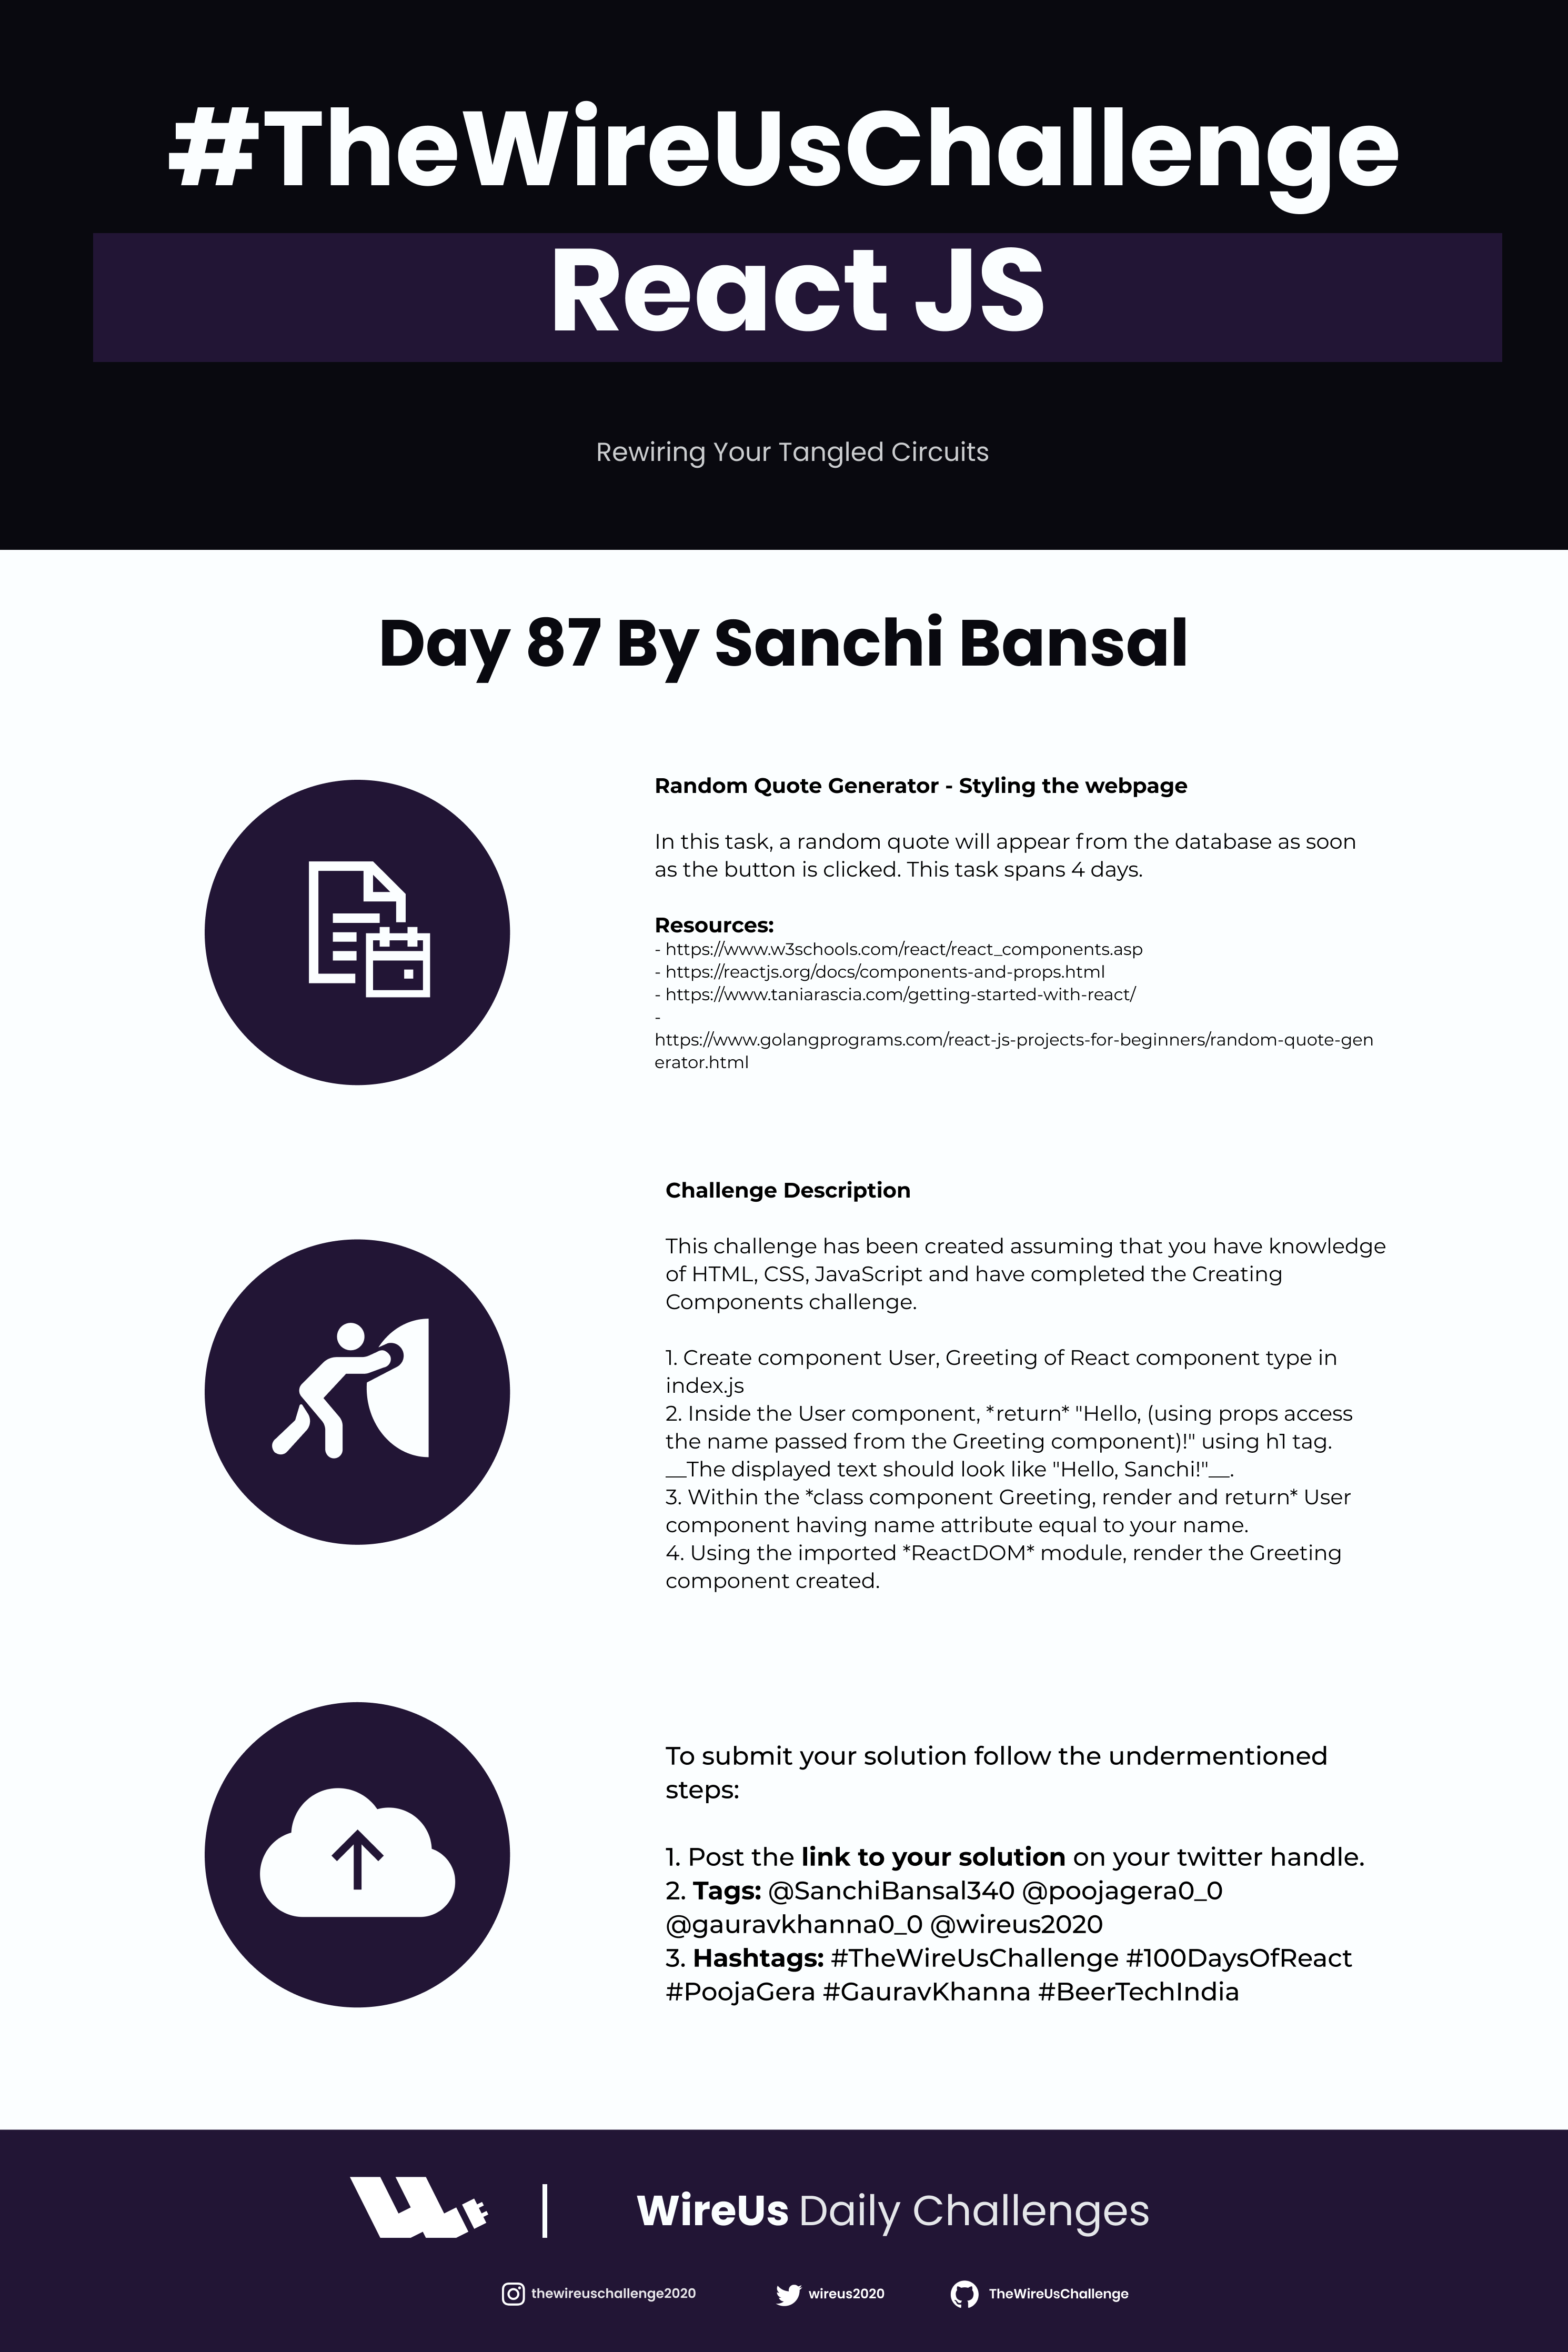 #TheWireUsChallenge
React JS
Rewiring Your Tangled Circuits
Day 87 By Sanchi Bansal
Random Quote Generator - Styling the webpage
In this task, a random quote will appear from the database as soon
as the button is clicked. This task spans 4 days.
Resources:
- https://www.w3schools.com/react/react_components.asp
- https://reactjs.org/docs/components-and-props.html
- https://www.taniarascia.com/getting-started-with-react/
-
https://www.golangprograms.com/react-js-projects-for-beginners/random-quote-gen
erator.html
Challenge Description
This challenge has been created assuming that you have knowledge
of HTML, CSS, JavaScript and have completed the Creating
Components challenge.
1. Create component User, Greeting of React component type in
index.js
2. Inside the User component, *return* "Hello, (using props access
the name passed from the Greeting component)!" using h1 tag.
__The displayed text should look like "Hello, Sanchi!"__.
3. Within the *class component Greeting, render and return* User
component having name attribute equal to your name.
4. Using the imported *ReactDOM* module, render the Greeting
component created.
To submit your solution follow the undermentioned
steps:
1. Post the link to your solution on your twitter handle.
2. Tags: @SanchiBansal340 @poojagera0_0
@gauravkhanna0_0 @wireus2020
3. Hashtags: #TheWireUsChallenge #100DaysOfReact
#PoojaGera #GauravKhanna #BeerTechIndia
WireUs Daily Challenges
thewireuschallenge2020
wireus2020
TheWireUsChallenge